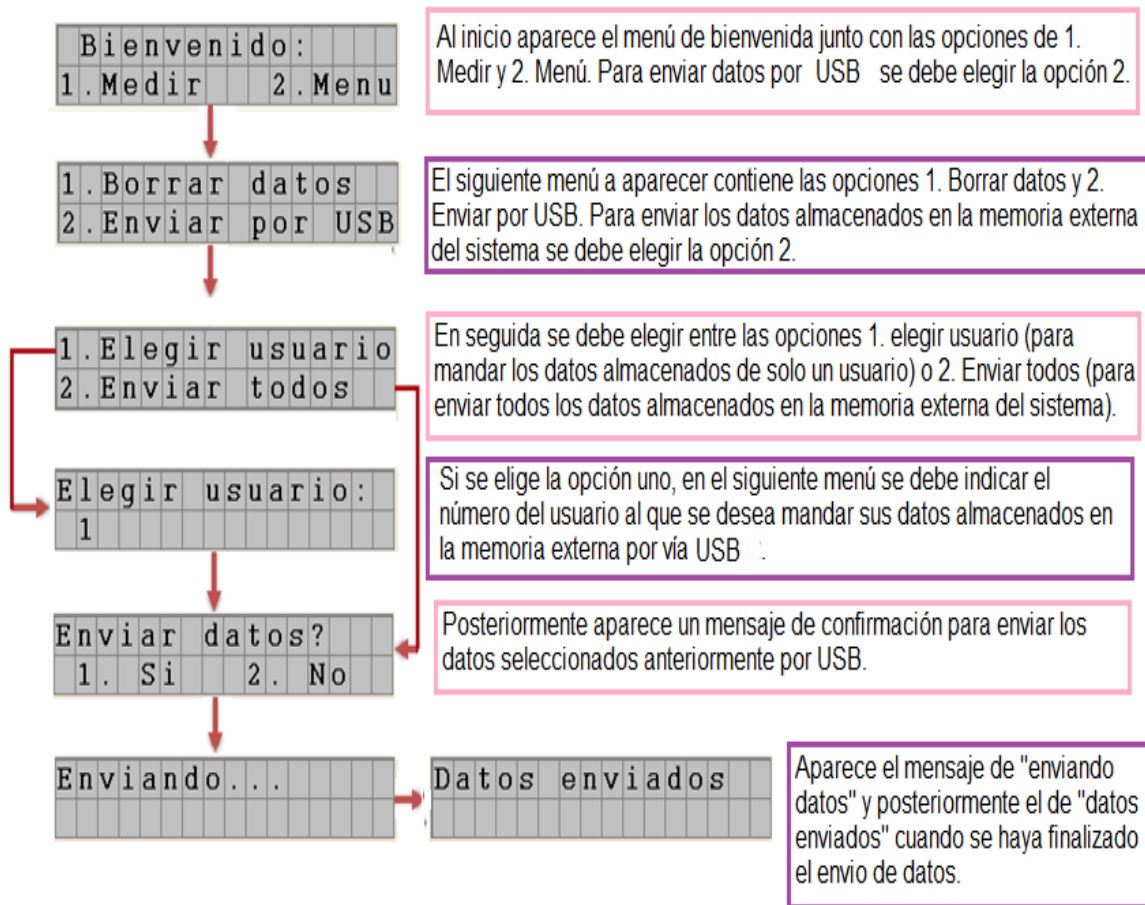 Bienvenido:
1.Medir 2.Menu
Al inicio aparece el menú de bienvenida junto con las opciones de 1.
Medir y 2. Menú. Para enviar datos por USB se debe elegir la opción 2.
1.Borrar datos
2.Enviar por USB
El siguiente menú a aparecer contiene las opciones 1. Borrar datos y 2.
Enviar por USB. Para enviar los datos almacenados en la memoria externa
del sistema se debe elegir la opción 2.
1.Elegir usuario
2.Enviar todos
En seguida se debe elegir entre las opciones 1. elegir usuario (para
mandar los datos almacenados de solo un usuario) o 2. Enviar todos (para
enviar todos los datos almacenados en la memoria externa del sistema).
Elegir usuario:
1
Si se elige la opción uno, en el siguiente menú se debe indicar el
número del usuario al que se desea mandar sus datos almacenados en
la memoria externa por vía USB .
Enviar datos?
1. Si 2. No
Posteriormente aparece un mensaje de confirmación para enviar los
datos seleccionados anteriormente por USB.
Enviando...
Datos enviados
Aparece el mensaje de "enviando
datos" y posteriormente el de "datos
enviados" cuando se haya finalizado
el envio de datos.